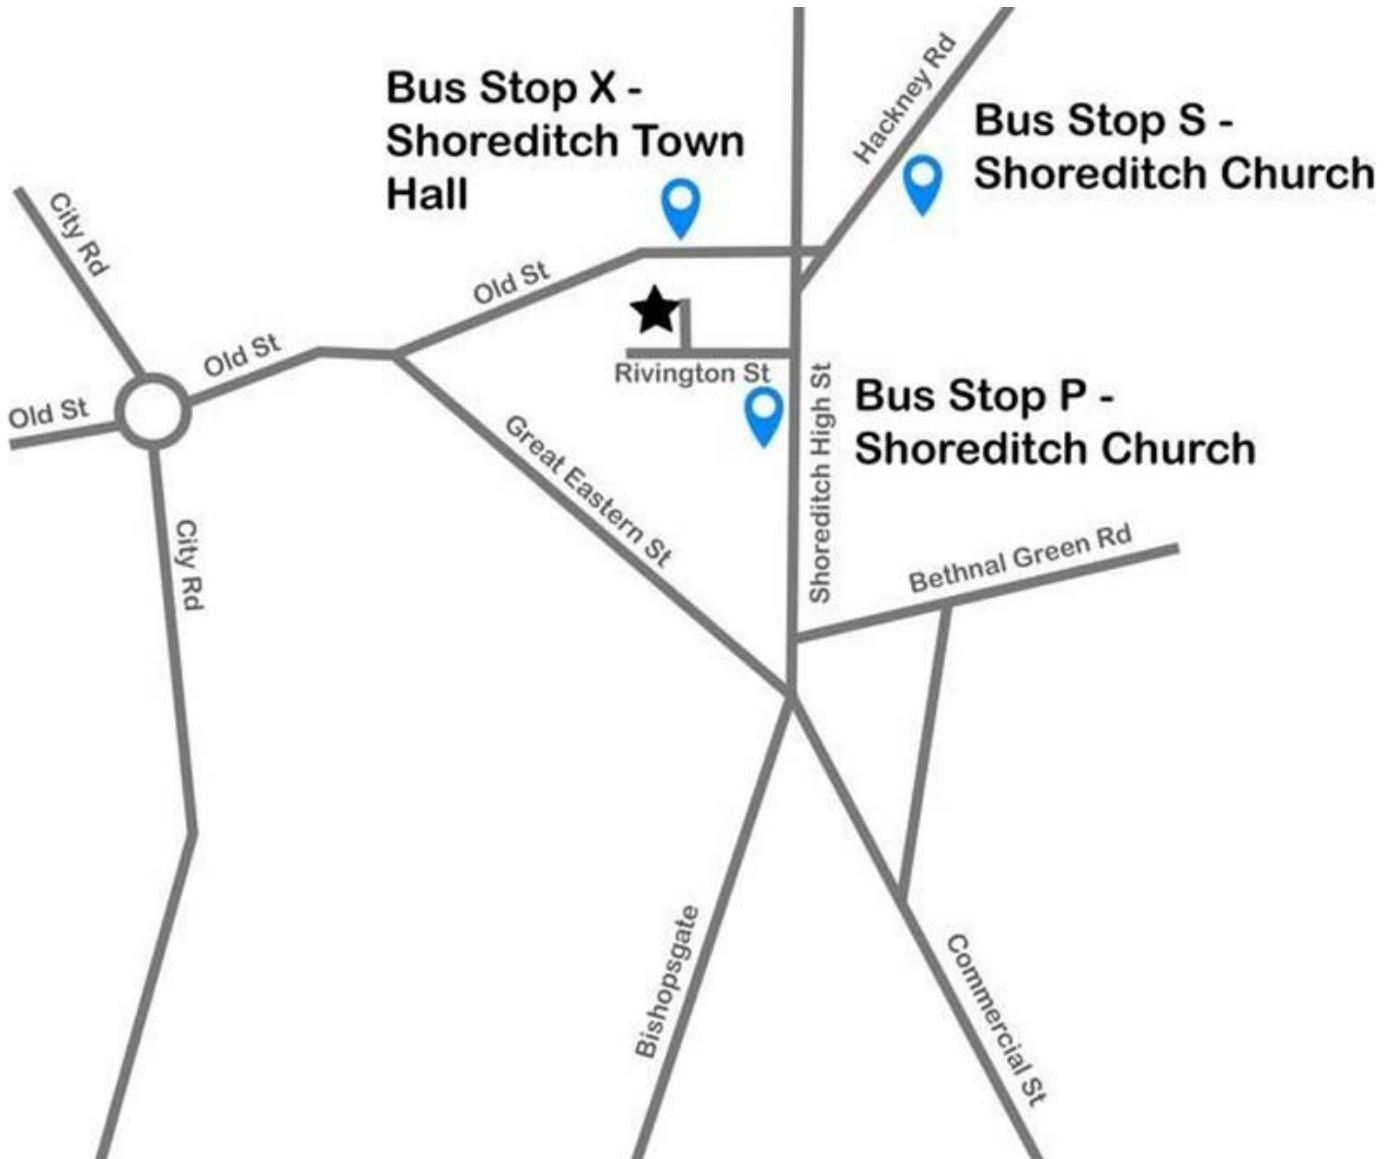 Hackney Rd
Bus Stop X -
Shoreditch Town
Hall
Bus Stop S -
Shoreditch Church
City Rd
Old St
Old St
Old St
Rivington St
Shoreditch High St
Bus Stop P -
Shoreditch Church
Great Eastern St
City Rd
Bethnal Green Rd
Bishopsgate
Commercial St